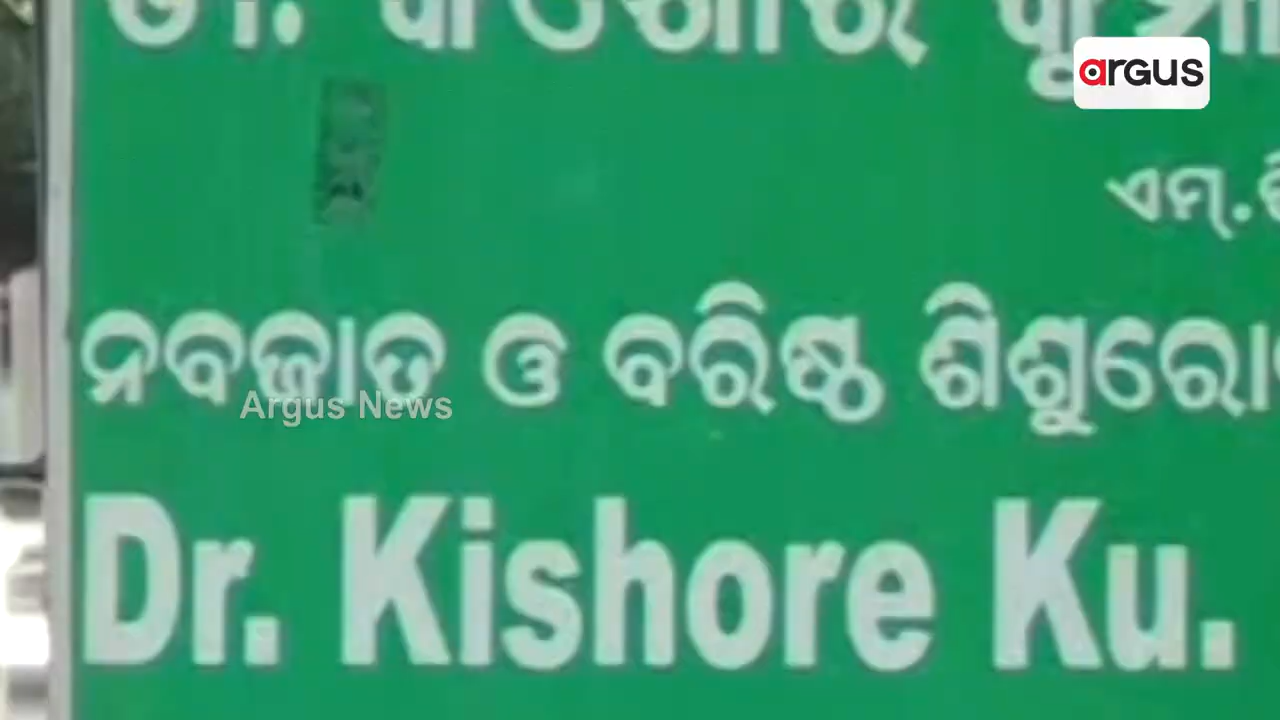 ଡା. କିଶୋର
argus
ଏମ୍.
ନବଜାତ ଓ ବରିଷ୍ଠ
Argus News
Dr. Kishore Ku.